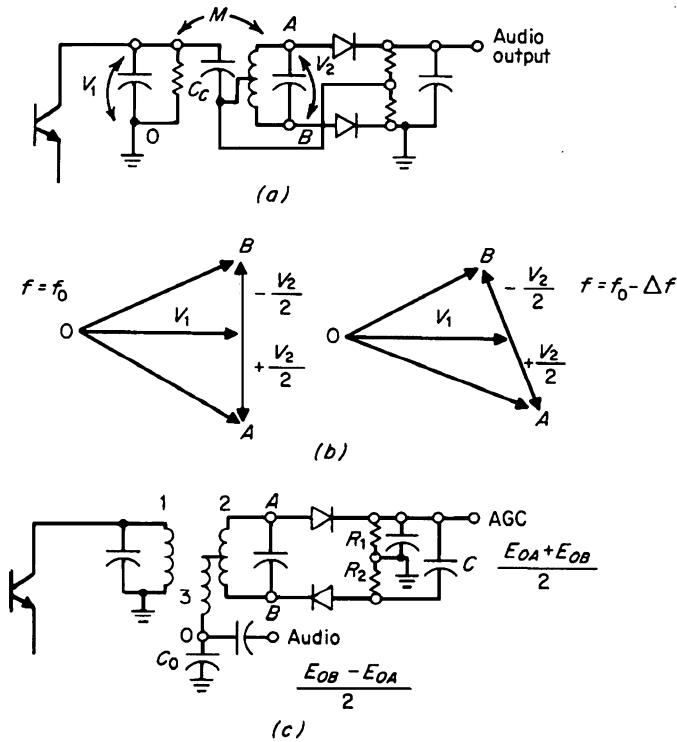 M
A
Audio
output
V1
Cc
V2
O
B
(a)
B
f = f0
- V2/2
O
V1
+ V2/2
A
B
- V2/2
f = f0 - Δf
O
V1
+ V2/2
A
(b)
1
2
A
AGC
R1
R2
C
EOA + EOB
2
3
B
O
Audio
C0
EOB - EOA
2
(c)